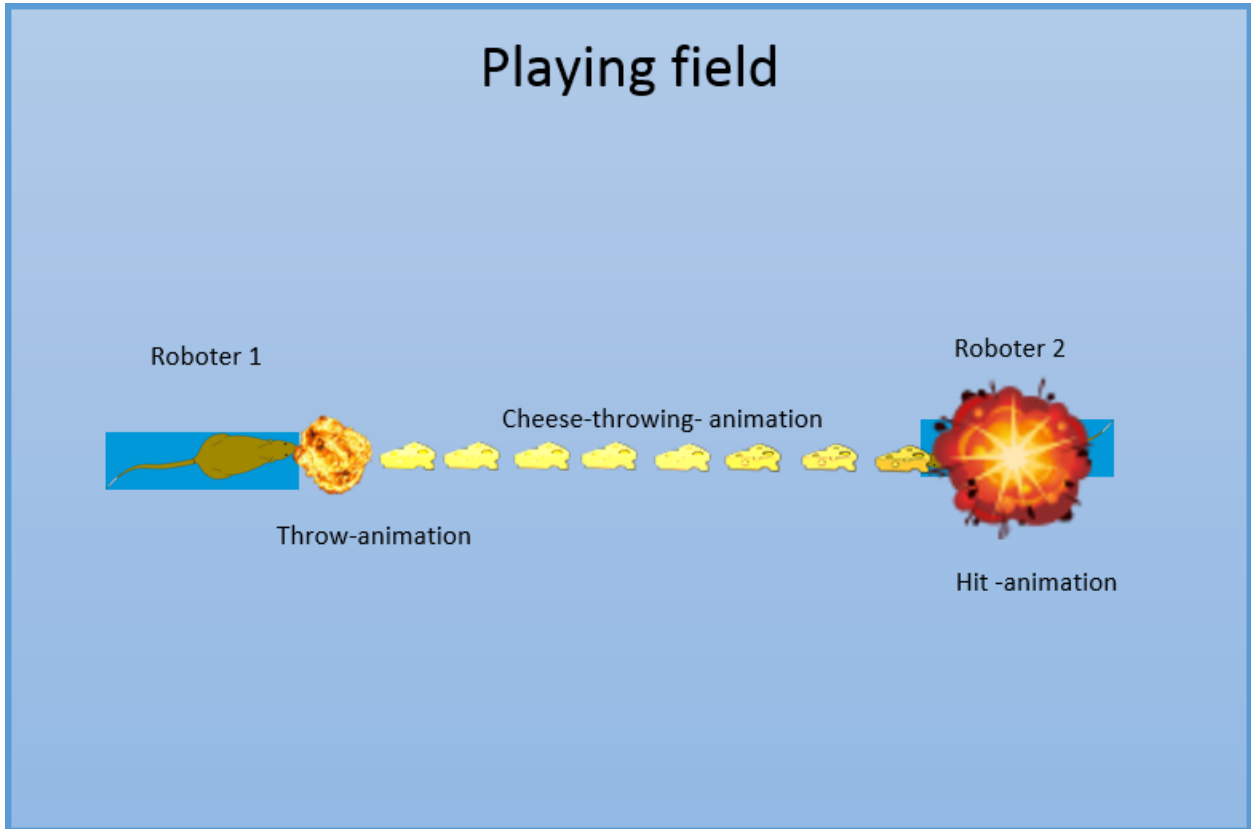 Playing field
Roboter 1
Roboter 2
Cheese-throwing- animation
Throw-animation
Hit -animation